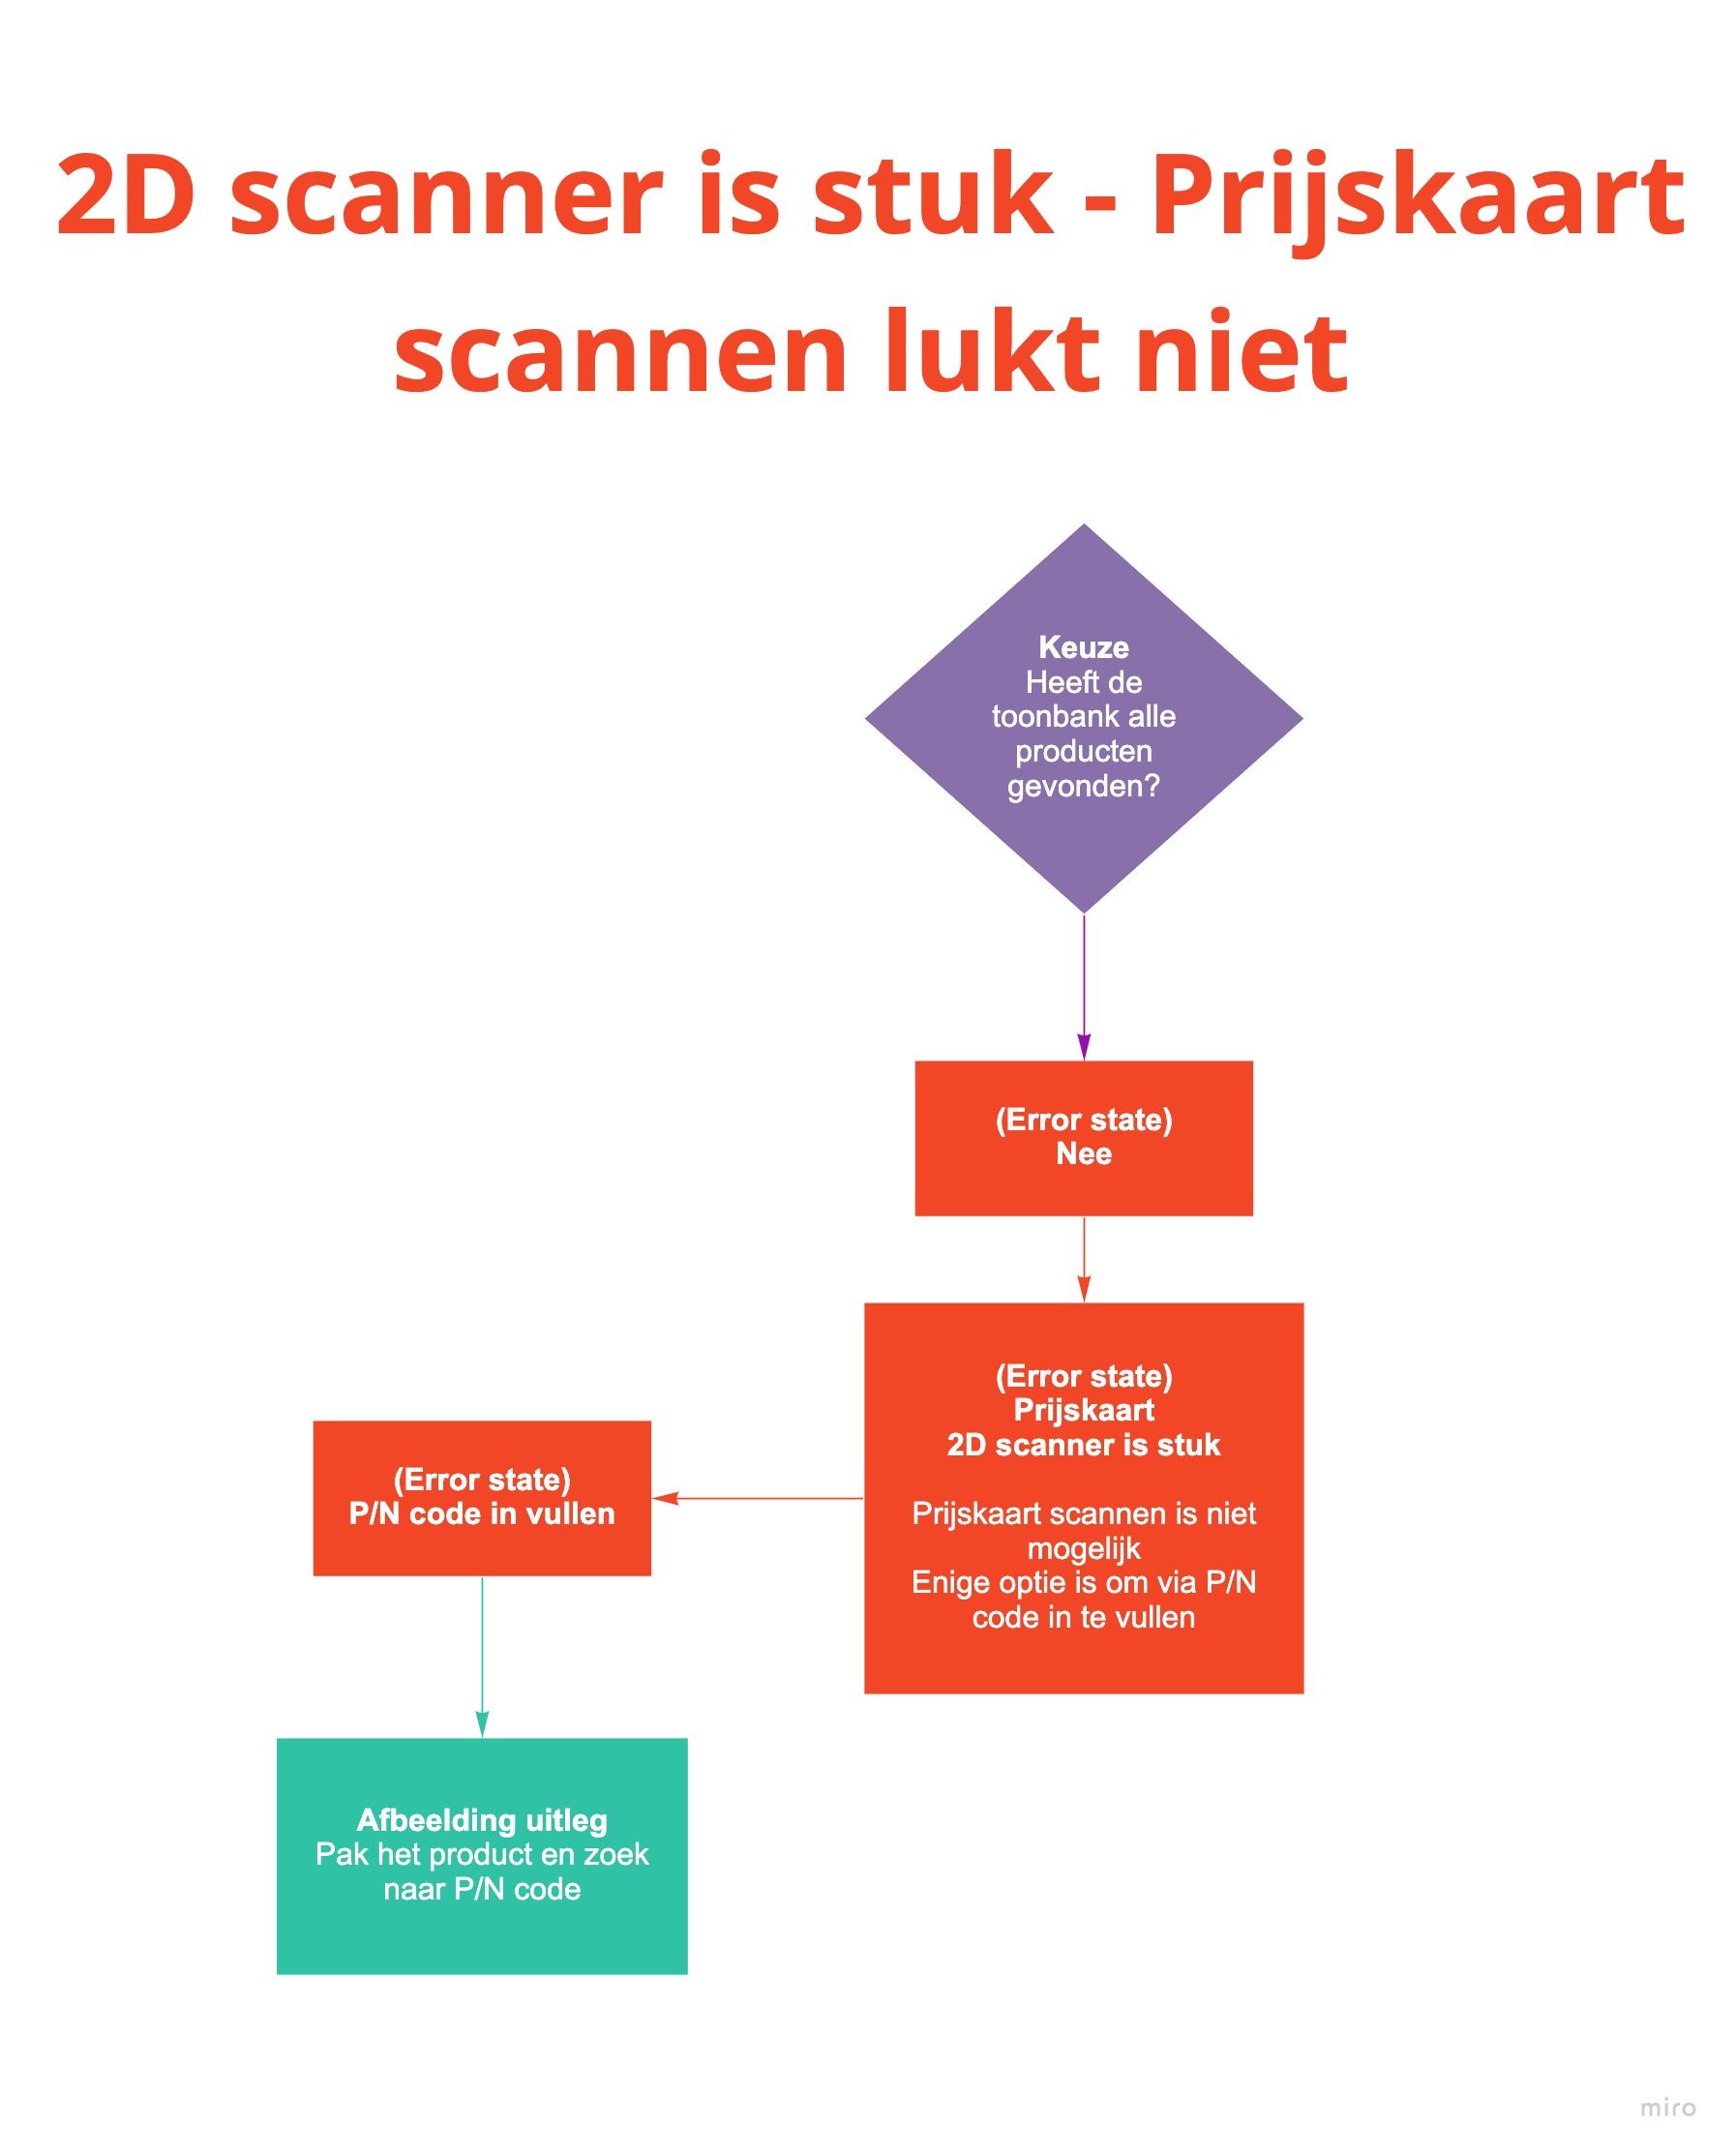 2D scanner is stuk - Prijskaart
scannen lukt niet
Keuze
Heeft de
toonbank alle
producten
gevonden?
(Error state)
Nee
(Error state)
Prijskaart
2D scanner is stuk
Prijskaart scannen is niet
mogelijk
Enige optie is om via P/N
code in te vullen
(Error state)
P/N code in vullen
Afbeelding uitleg
Pak het product en zoek
naar P/N code
miro